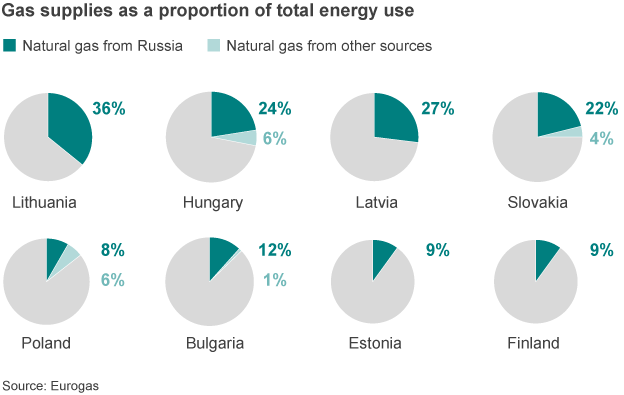 Gas supplies as a proportion of total energy use
Natural gas from Russia Natural gas from other sources
36% 24% 27% 22%
6% 4%
Lithuania Hungary Latvia Slovakia
8% 12% 9% 9%
6% 1%
Poland Bulgaria Estonia Finland
Source: Eurogas